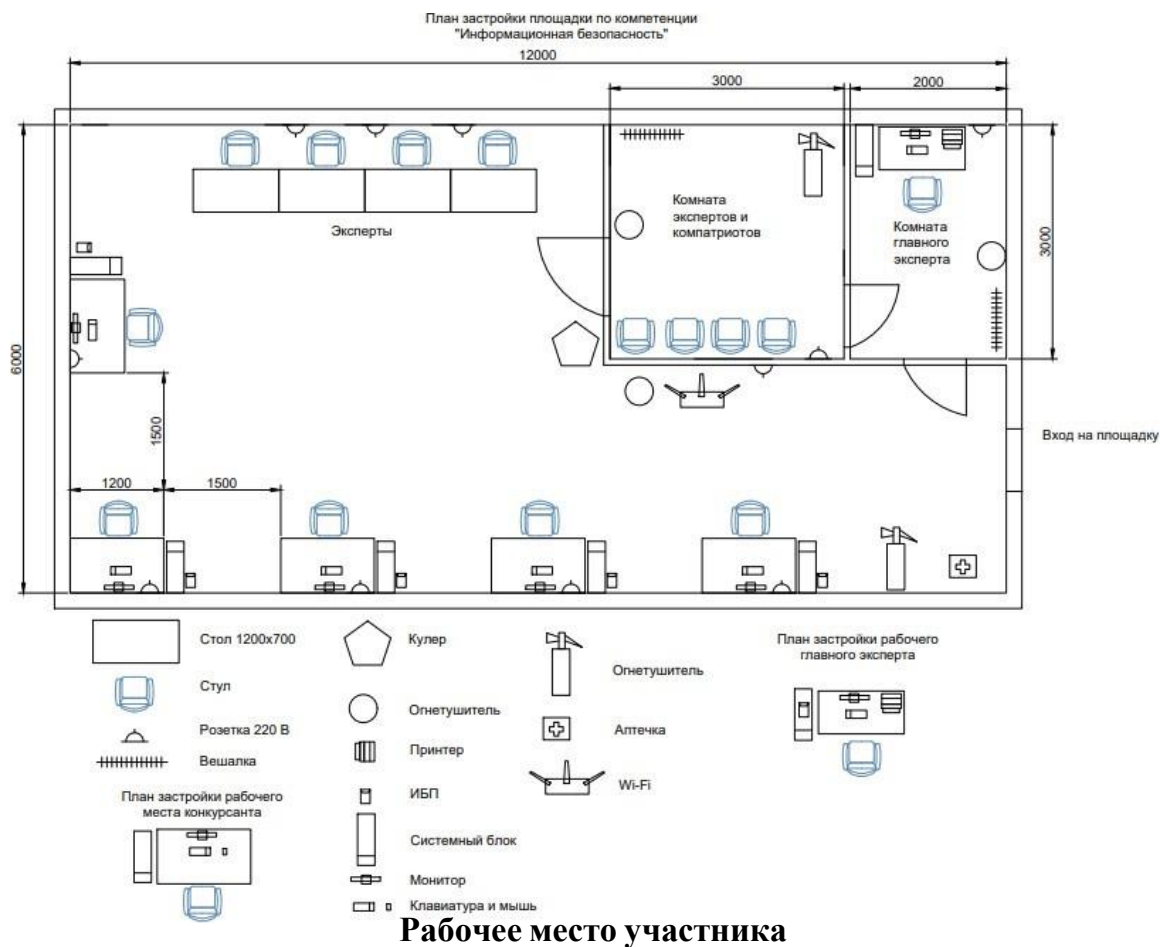 План застройки площадки по компетенции
"Информационная безопасность"
12000
3000
2000
Эксперты
Комната
экспертов и
компатриотов
Комната
главного
эксперта
3000
6000
1500
1200
1500
Вход на площадку
Стол 1200х700
Стул
Розетка 220 В
Вешалка
План застройки рабочего
места конкурсанта
Кулер
Огнетушитель
Принтер
ИБП
Системный блок
Монитор
Клавиатура и мышь
Огнетушитель
Аптечка
Wi-Fi
План застройки рабочего
главного эксперта
Рабочее место участника